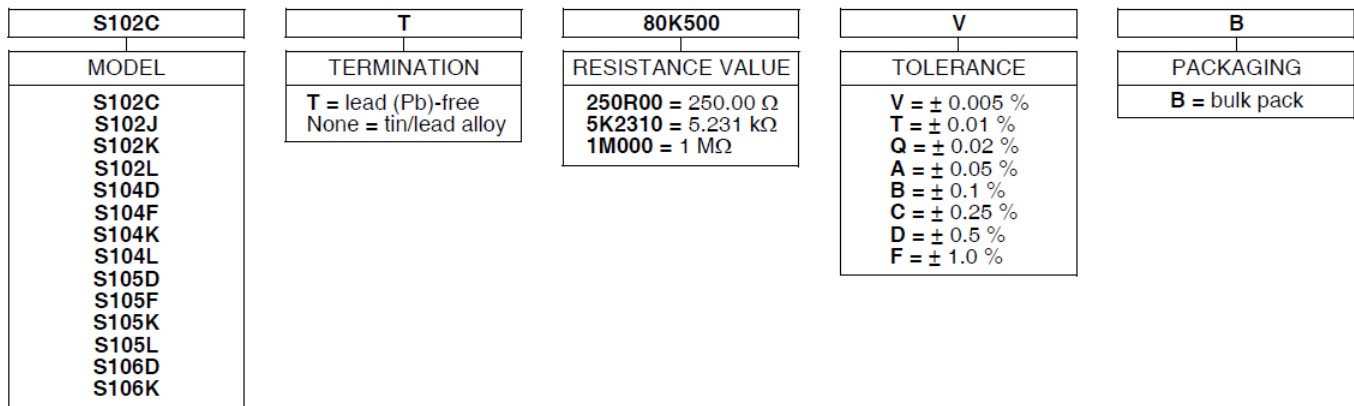 S102C
T
80K500
V
B
MODEL
S102C
S102J
S102K
S102L
S104D
S104F
S104K
S104L
S105D
S105F
S105K
S105L
S106D
S106K
TERMINATION
T = lead (Pb)-free
None = tin/lead alloy
RESISTANCE VALUE
250R00 = 250.00 Ω
5K2310 = 5.231 kΩ
1M000 = 1 MΩ
TOLERANCE
V = ± 0.005 %
T = ± 0.01 %
Q = ± 0.02 %
A = ± 0.05 %
B = ± 0.1 %
C = ± 0.25 %
D = ± 0.5 %
F = ± 1.0 %
PACKAGING
B = bulk pack